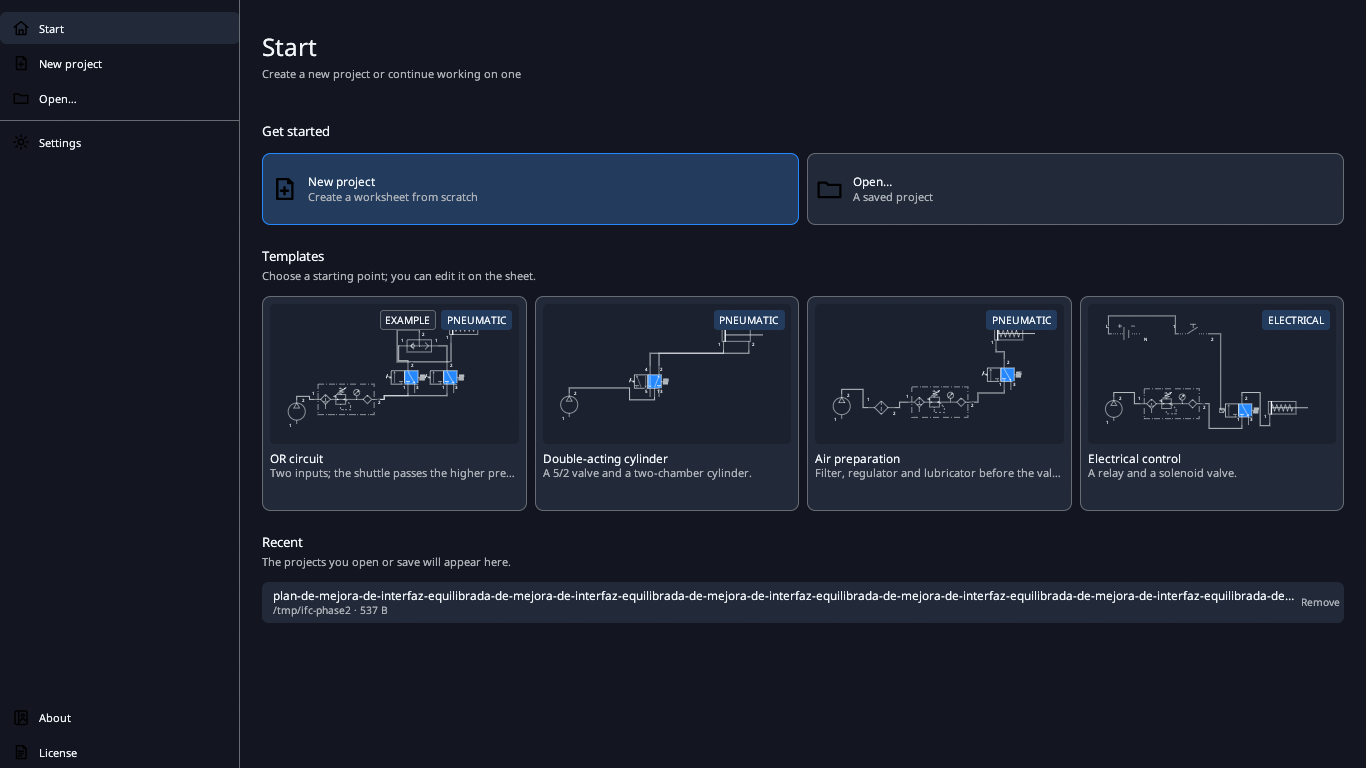 Start
New project
Open...
Settings
About
License
Start
Create a new project or continue working on one
Get started
New project
Create a worksheet from scratch
Open...
A saved project
Templates
Choose a starting point; you can edit it on the sheet.
EXAMPLE PNEUMATIC
OR circuit
Two inputs; the shuttle passes the higher pre...
PNEUMATIC
Double-acting cylinder
A 5/2 valve and a two-chamber cylinder.
PNEUMATIC
Air preparation
Filter, regulator and lubricator before the val...
ELECTRICAL
Electrical control
A relay and a solenoid valve.
Recent
The projects you open or save will appear here.
plan-de-mejora-de-interfaz-equilibrada-de-mejora-de-interfaz-equilibrada-de-mejora-de-interfaz-equilibrada-de-mejora-de-interfaz-equilibrada-de-mejora-de-interfaz-equilibrada-de...
/tmp/ifc-phase2 · 537 B
Remove